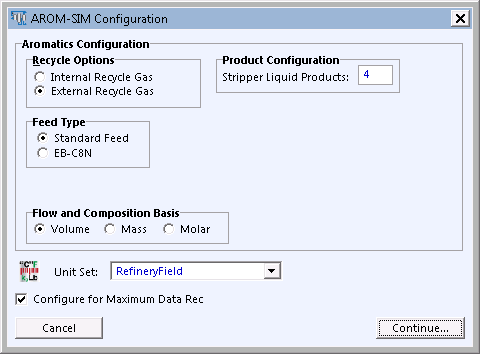 AROM-SIM Configuration
Aromatics Configuration
Recycle Options
Internal Recycle Gas
External Recycle Gas
Product Configuration
Stripper Liquid Products: 4
Feed Type
Standard Feed
EB-C8N
Flow and Composition Basis
Volume Mass Molar
Unit Set: RefineryField
Configure for Maximum Data Rec
Cancel Continue...